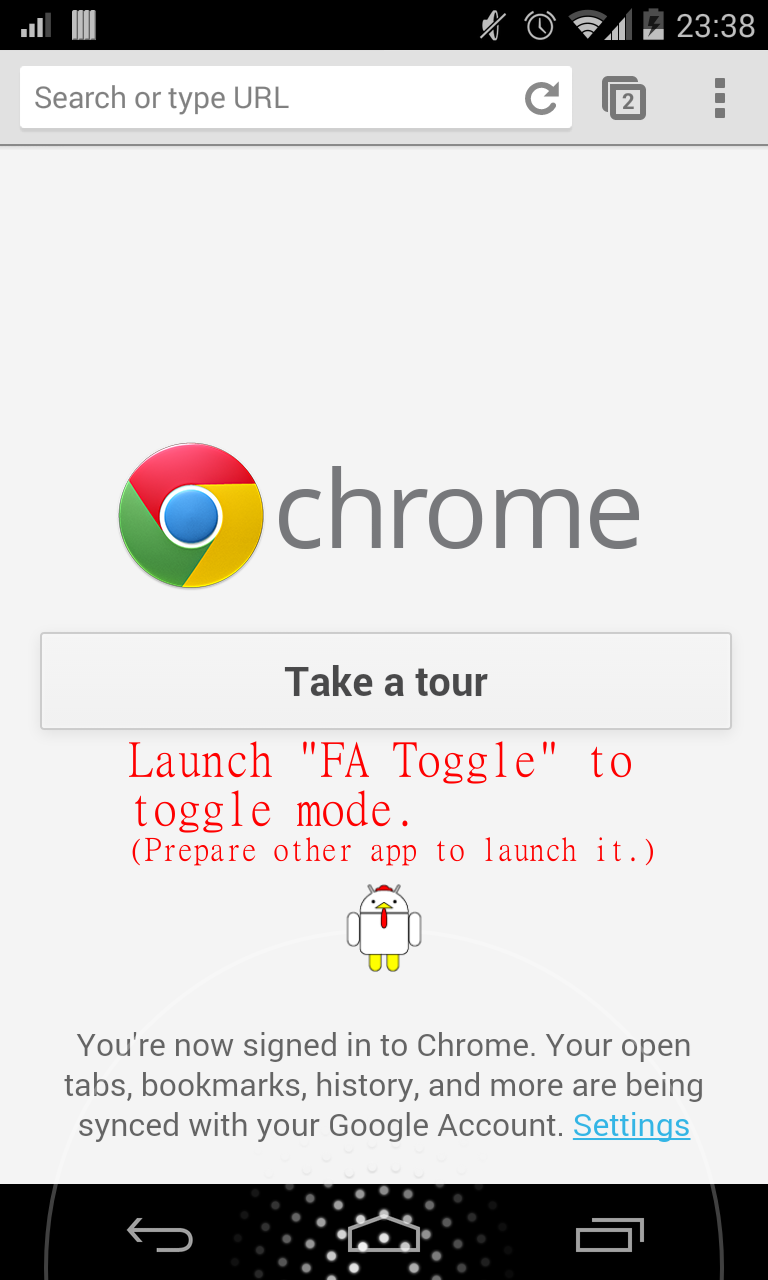 23:38
Search or type URL
2
chrome
Take a tour
Launch "FA Toggle" to
toggle mode.
(Prepare other app to launch it.)
You're now signed in to Chrome. Your open
tabs, bookmarks, history, and more are being
synced with your Google Account. Settings